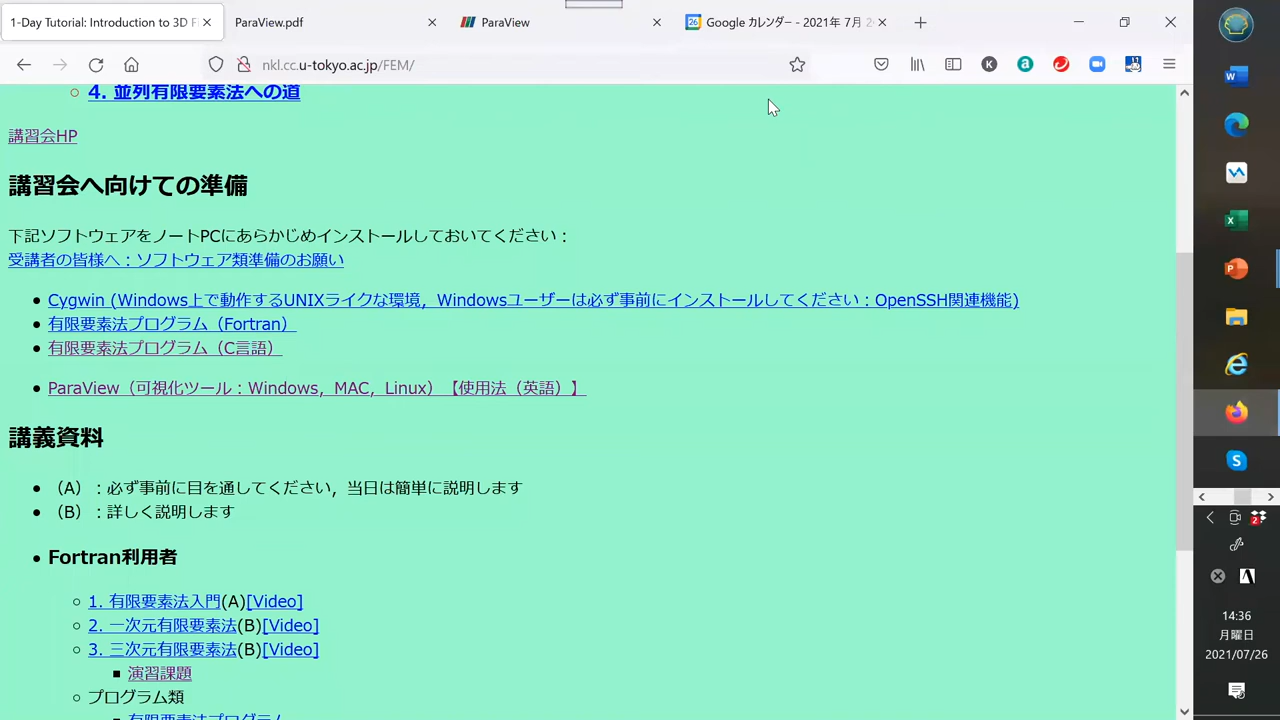 1-Day Tutorial: Introduction to 3D F
ParaView.pdf
ParaView
Google カレンダー - 2021年 7月 2
nkl.cc.u-tokyo.ac.jp/FEM/
4. 並列有限要素法への道
講習会HP
講習会へ向けての準備
下記ソフトウェアをノートPCにあらかじめインストールしておいてください：
受講者の皆様へ：ソフトウェア類準備のお願い
Cygwin (Windows上で動作するUNIXライクな環境，Windowsユーザーは必ず事前にインストールしてください：OpenSSH関連機能)
有限要素法プログラム（Fortran）
有限要素法プログラム（C言語）
ParaView（可視化ツール：Windows，MAC，Linux）【使用法（英語）】
講義資料
（A）：必ず事前に目を通してください，当日は簡単に説明します
（B）：詳しく説明します
Fortran利用者
1. 有限要素法入門(A)[Video]
2. 一次元有限要素法(B)[Video]
3. 三次元有限要素法(B)[Video]
演習課題
プログラム類
有限要素法プログラム
14:36
月曜日
2021/07/26